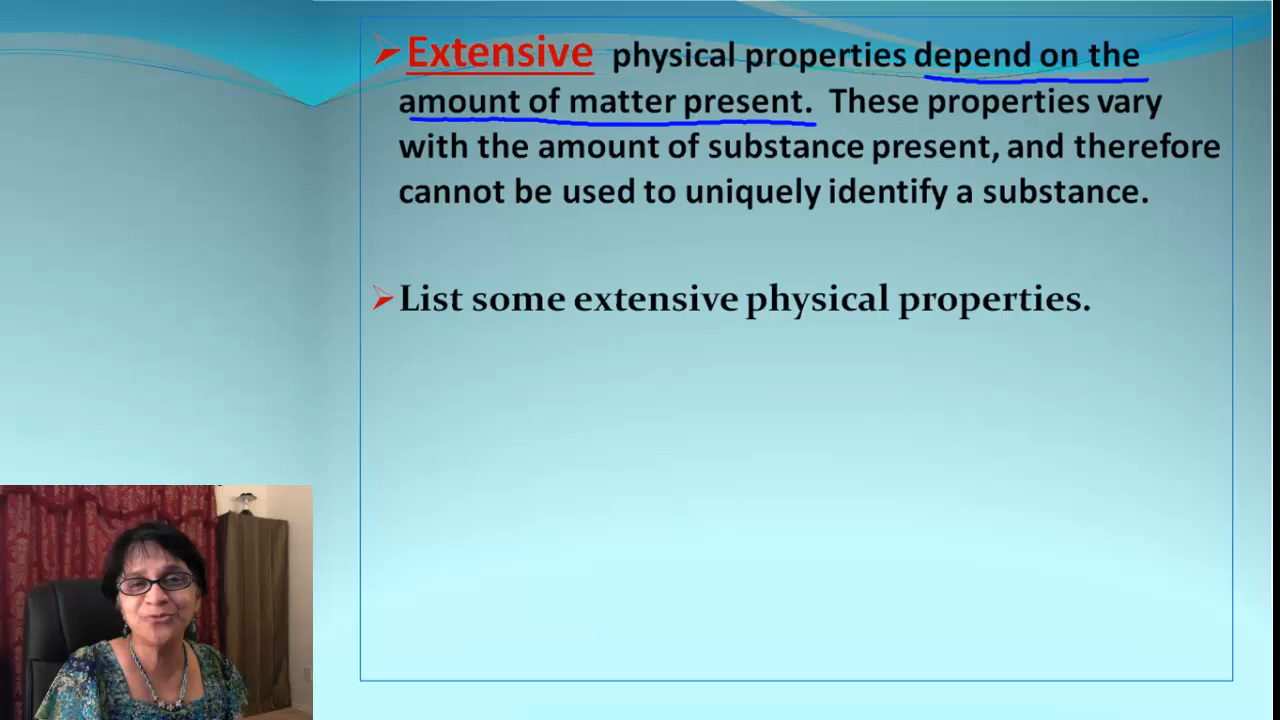 Extensive physical properties depend on the
amount of matter present. These properties vary
with the amount of substance present, and therefore
cannot be used to uniquely identify a substance.
List some extensive physical properties.